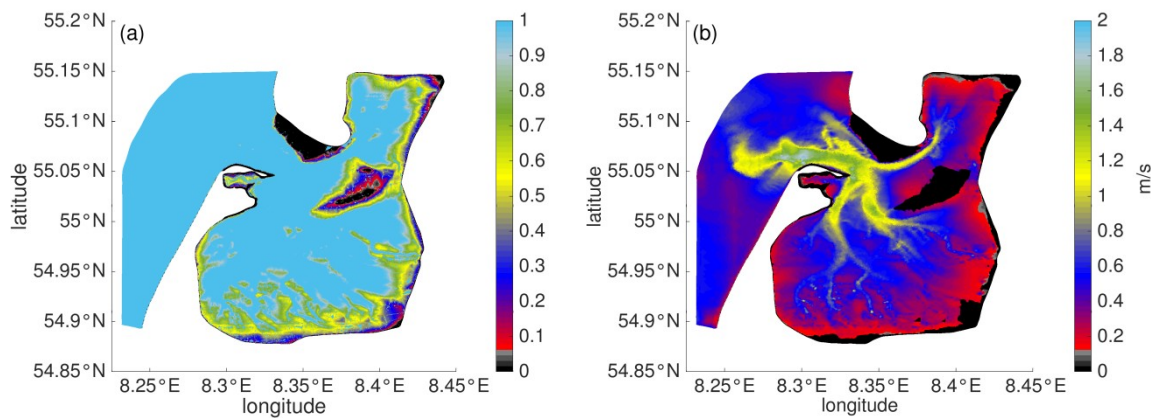 (a)
55.2°N
55.15°N
55.1°N
55.05°N
55°N
54.95°N
54.9°N
54.85°N
latitude
8.25°E 8.3°E 8.35°E 8.4°E 8.45°E
longitude
1
0.9
0.8
0.7
0.6
0.5
0.4
0.3
0.2
0.1
0
(b)
55.2°N
55.15°N
55.1°N
55.05°N
55°N
54.95°N
54.9°N
54.85°N
latitude
8.25°E 8.3°E 8.35°E 8.4°E 8.45°E
longitude
2
1.8
1.6
1.4
1.2
1
0.8
0.6
0.4
0.2
0
m/s